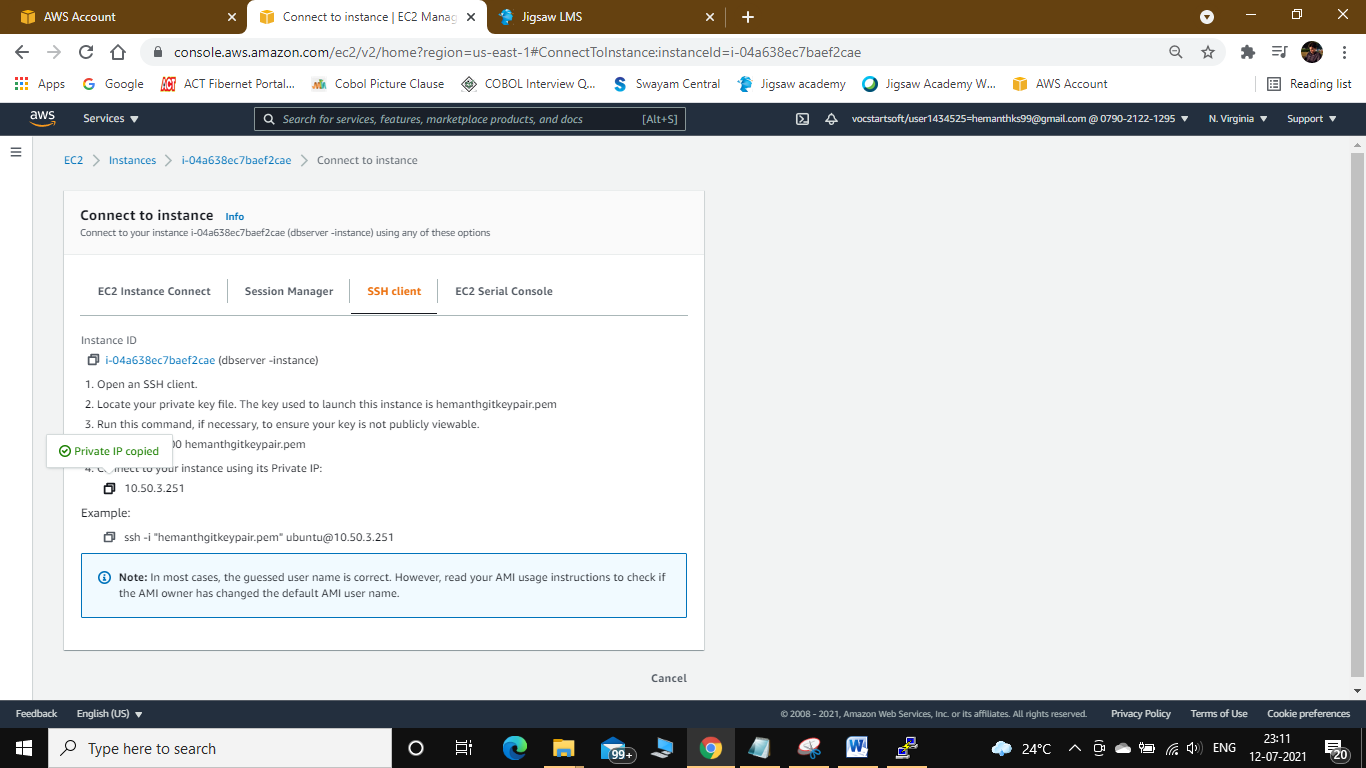 AWS Account
Connect to instance | EC2 Manag
Jigsaw LMS
console.aws.amazon.com/ec2/v2/home?region=us-east-1#ConnectToInstance:instanceId=i-04a638ec7baef2cae
Apps
Google
ACT Fibernet Portal...
Cobol Picture Clause
COBOL Interview Q...
Swayam Central
Jigsaw academy
Jigsaw Academy W...
AWS Account
Reading list
aws
Services
Search for services, features, marketplace products, and docs
[Alt+S]
vocstartsoft/user1434525=hemanthks99@gmail.com @ 0790-2122-1295
N. Virginia
Support
EC2
Instances
i-04a638ec7baef2cae
Connect to instance
Connect to instance Info
Connect to your instance i-04a638ec7baef2cae (dbserver -instance) using any of these options
EC2 Instance Connect
Session Manager
SSH client
EC2 Serial Console
Instance ID
i-04a638ec7baef2cae (dbserver -instance)
1. Open an SSH client.
2. Locate your private key file. The key used to launch this instance is hemanthgitkeypair.pem
3. Run this command, if necessary, to ensure your key is not publicly viewable.
00 hemanthgitkeypair.pem
Private IP copied
4. Connect to your instance using its Private IP:
10.50.3.251
Example:
ssh -i "hemanthgitkeypair.pem" ubuntu@10.50.3.251
Note: In most cases, the guessed user name is correct. However, read your AMI usage instructions to check if
the AMI owner has changed the default AMI user name.
Cancel
Feedback
English (US)
© 2008 - 2021, Amazon Web Services, Inc. or its affiliates. All rights reserved.
Privacy Policy
Terms of Use
Cookie preferences
Type here to search
99+
24°C
ENG
23:11
12-07-2021
20